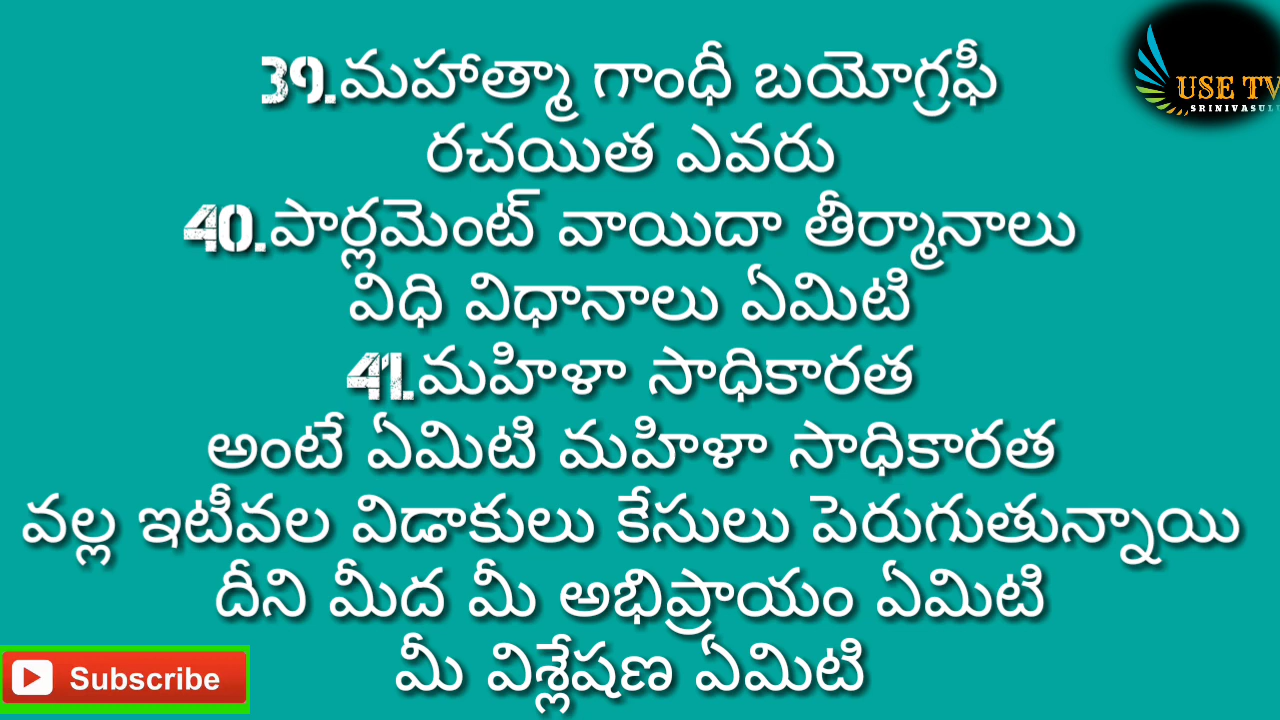 39.మహాత్మా గాంధీ బయోగ్రఫీ
రచయిత ఎవరు
40.పార్లమెంట్ వాయిదా తీర్మానాలు
విధి విధానాలు ఏమిటి
41.మహిళా సాధికారత
అంటే ఏమిటి మహిళా సాధికారత
వల్ల ఇటీవల విడాకులు కేసులు పెరుగుతున్నాయి
దీని మీద మీ అభిప్రాయం ఏమిటి
మీ విశ్లేషణ ఏమిటి
USE TV
SRINIVASUL
Subscribe